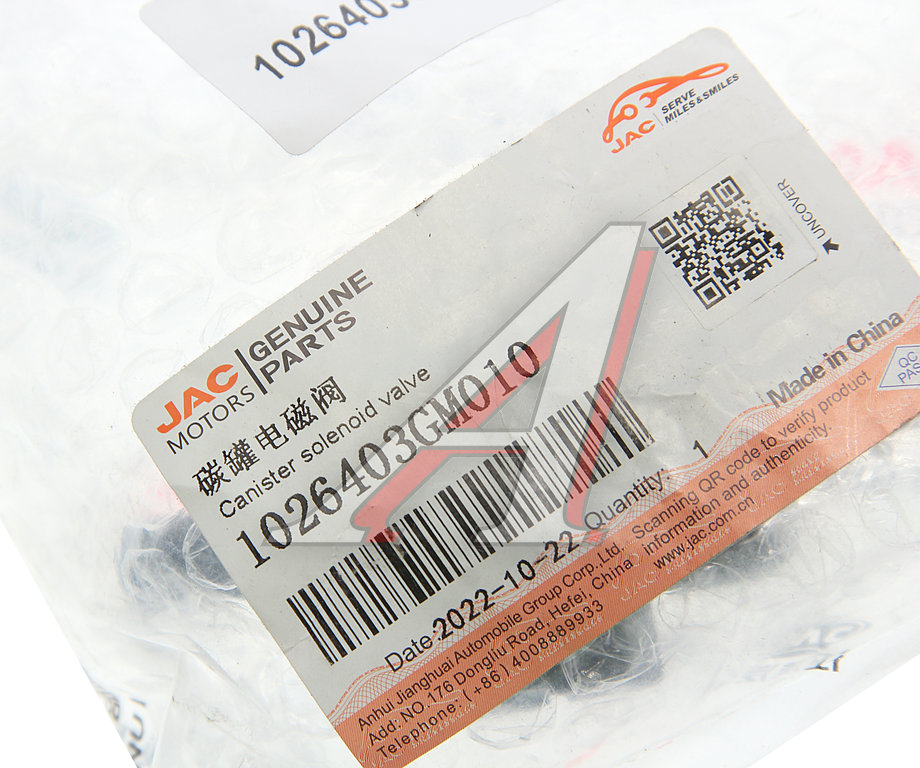 1026403
JAC
SERVE
MILES&SMILES
UNCOVER
JAC
MOTORS
GENUINE
PARTS
碳罐电磁阀
Canister solenoid valve
1026403GM010
Date:2022-10-22
Quantity: 1
Made in China
QC
PAS
Scanning QR code to verify product
information and authenticity.
www.jac.com.cn
Anhui Jianghuai Automobile Group Corp.Ltd.
Add: NO.176 Dongliu Road, Hefei, China
Telephone: (+86) 4008889933